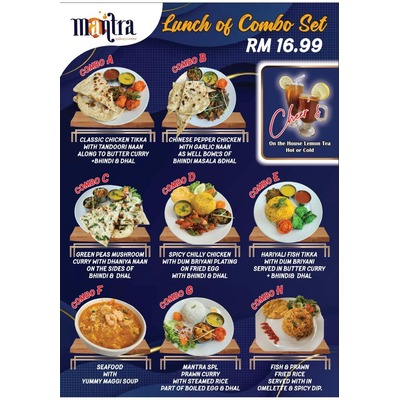 Mantra
Lunch of Combo Set
RM 16.99
COMBO A
COMBO B
CLASSIC CHICKEN TIKKA
WITH TANDOORI NAAN
ALONG TO BUTTER CURRY
+BHINDI & DHAL
CHINESE PEPPER CHICKEN
WITH GARLIC NAAN
AS WELL BOWLS OF
BHINDI MASALA &DHAL
Cheer's
On the House Lemon Tea
Hot or Cold
COMBO C
COMBO D
COMBO E
GREEN PEAS MUSHROOM
CURRY WITH DHANIYA NAAN
ON THE SIDES OF
BHINDI & DHAL
SPICY CHILLY CHICKEN
WITH DUM BRIYANI PLATING
ON FRIED EGG
WITH BHINDI & DHAL
HARIYALI FISH TIKKA
WITH DUM BRIYANI
SERVED IN BUTTER CURRY
+ BHINDI& DHAL
COMBO F
COMBO G
COMBO H
SEAFOOD
WITH
YUMMY MAGGI SOUP
MANTRA SPL
PRAWN CURRY
WITH STEAMED RICE
PART OF BOILED EGG & DHAL
FISH & PRAWN
FRIED RICE
SERVED WITH IN
OMELETTE & SPICY DIP.